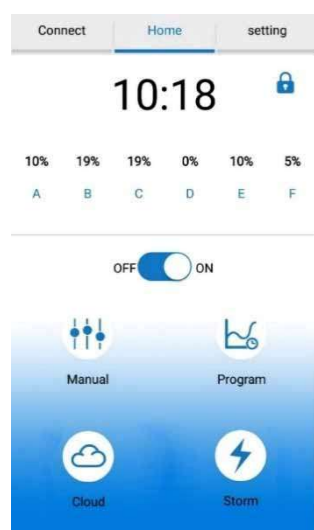 Connect Home setting
10:18
10% 19% 19% 0% 10% 5%
A B C D E F
OFF ON
Manual Program
Cloud Storm